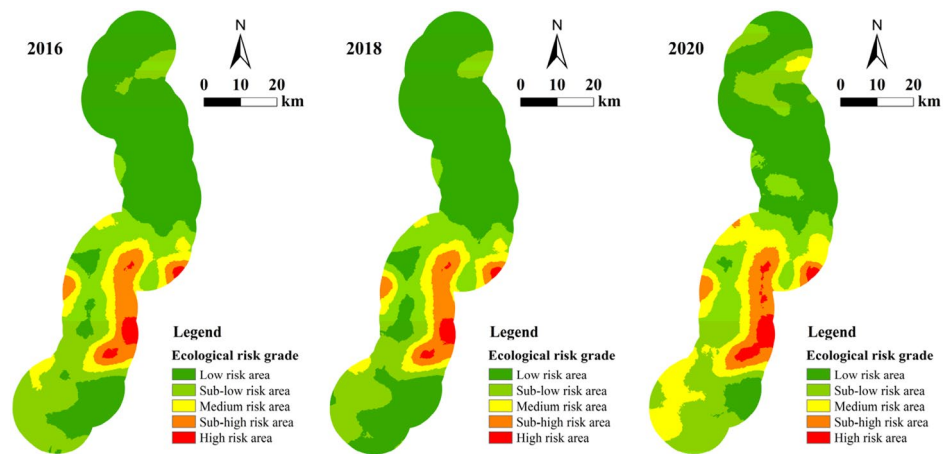 2016
N
0 10 20
km
Legend
Ecological risk grade
Low risk area
Sub-low risk area
Medium risk area
Sub-high risk area
High risk area
2018
N
0 10 20
km
Legend
Ecological risk grade
Low risk area
Sub-low risk area
Medium risk area
Sub-high risk area
High risk area
2020
N
0 10 20
km
Legend
Ecological risk grade
Low risk area
Sub-low risk area
Medium risk area
Sub-high risk area
High risk area